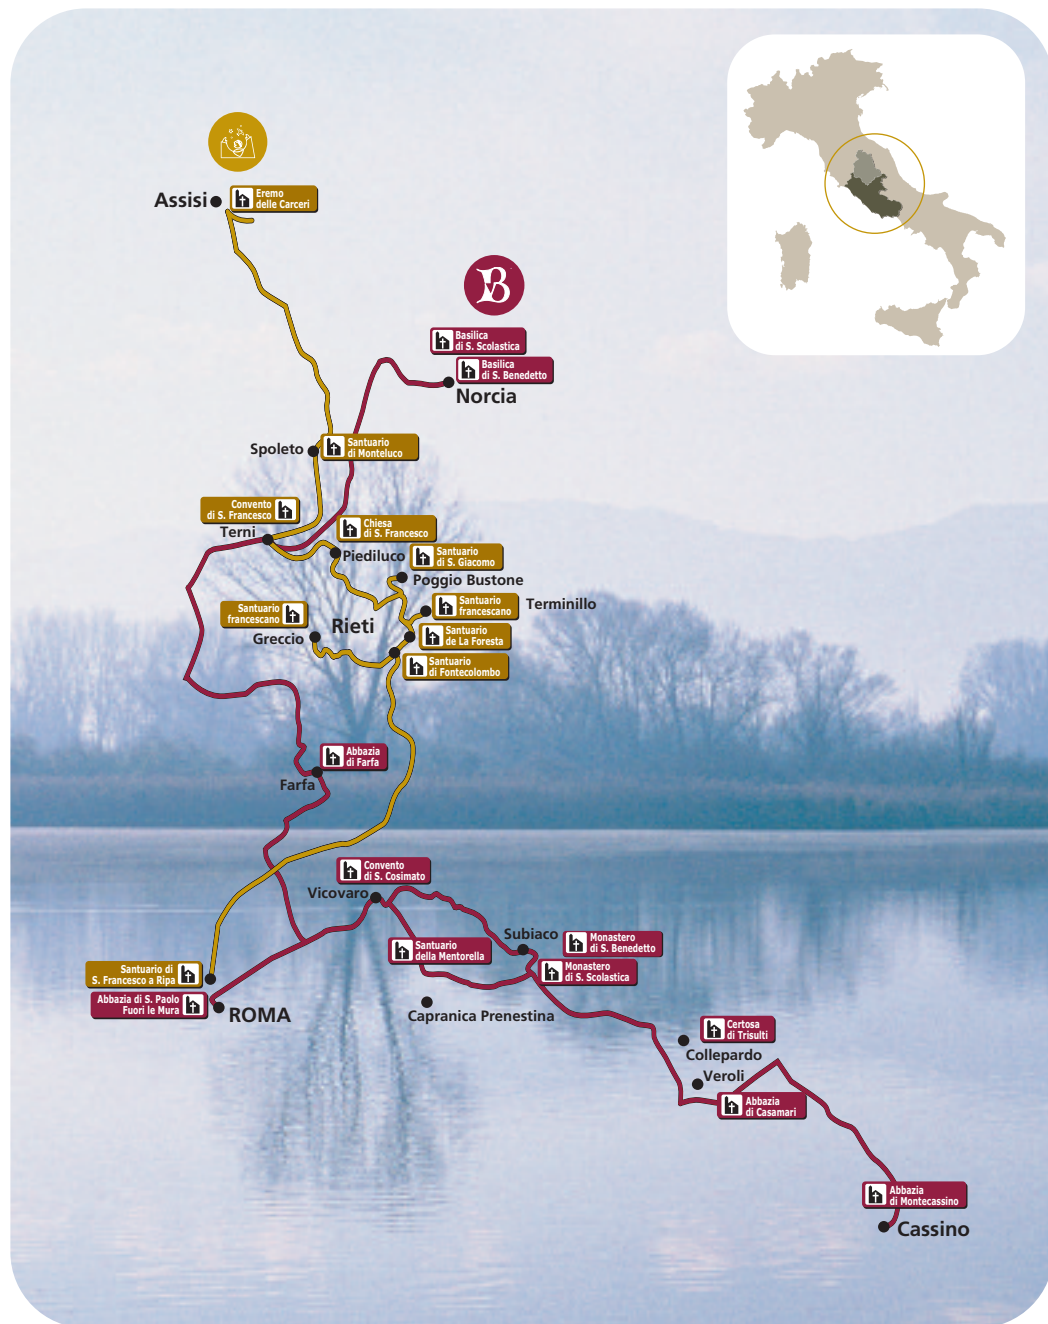 Assisi
Eremo
delle Carceri
B
Basilica
di S. Scolastica
Basilica
di S. Benedetto
Norcia
Spoleto
Santuario
di Monteluco
Convento
di S. Francesco
Terni
Chiesa
di S. Francesco
Piediluco
Santuario
di S. Giacomo
Poggio Bustone
Santuario
francescano
Terminillo
Santuario
francescano
Greccio
Rieti
Santuario
de La Foresta
Santuario
di Fontecolombo
Abbazia
di Farfa
Farfa
Convento
di S. Cosimato
Vicovaro
Subiaco
Monastero
di S. Benedetto
Santuario
della Mentorella
Monastero
di S. Scolastica
Santuario di
S. Francesco a Ripa
Abbazia di S. Paolo
Fuori le Mura
ROMA
Capranica Prenestina
Certosa
di Trisulti
Collepardo
Veroli
Abbazia
di Casamari
Abbazia
di Montecassino
Cassino